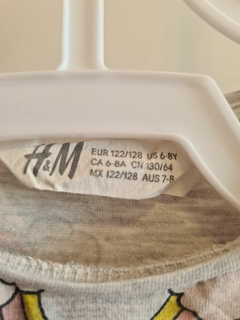 H&M
EUR 122/128 US 6-8Y
CA 6-8A CN 130/64
MX 122/128 AUS 7-8